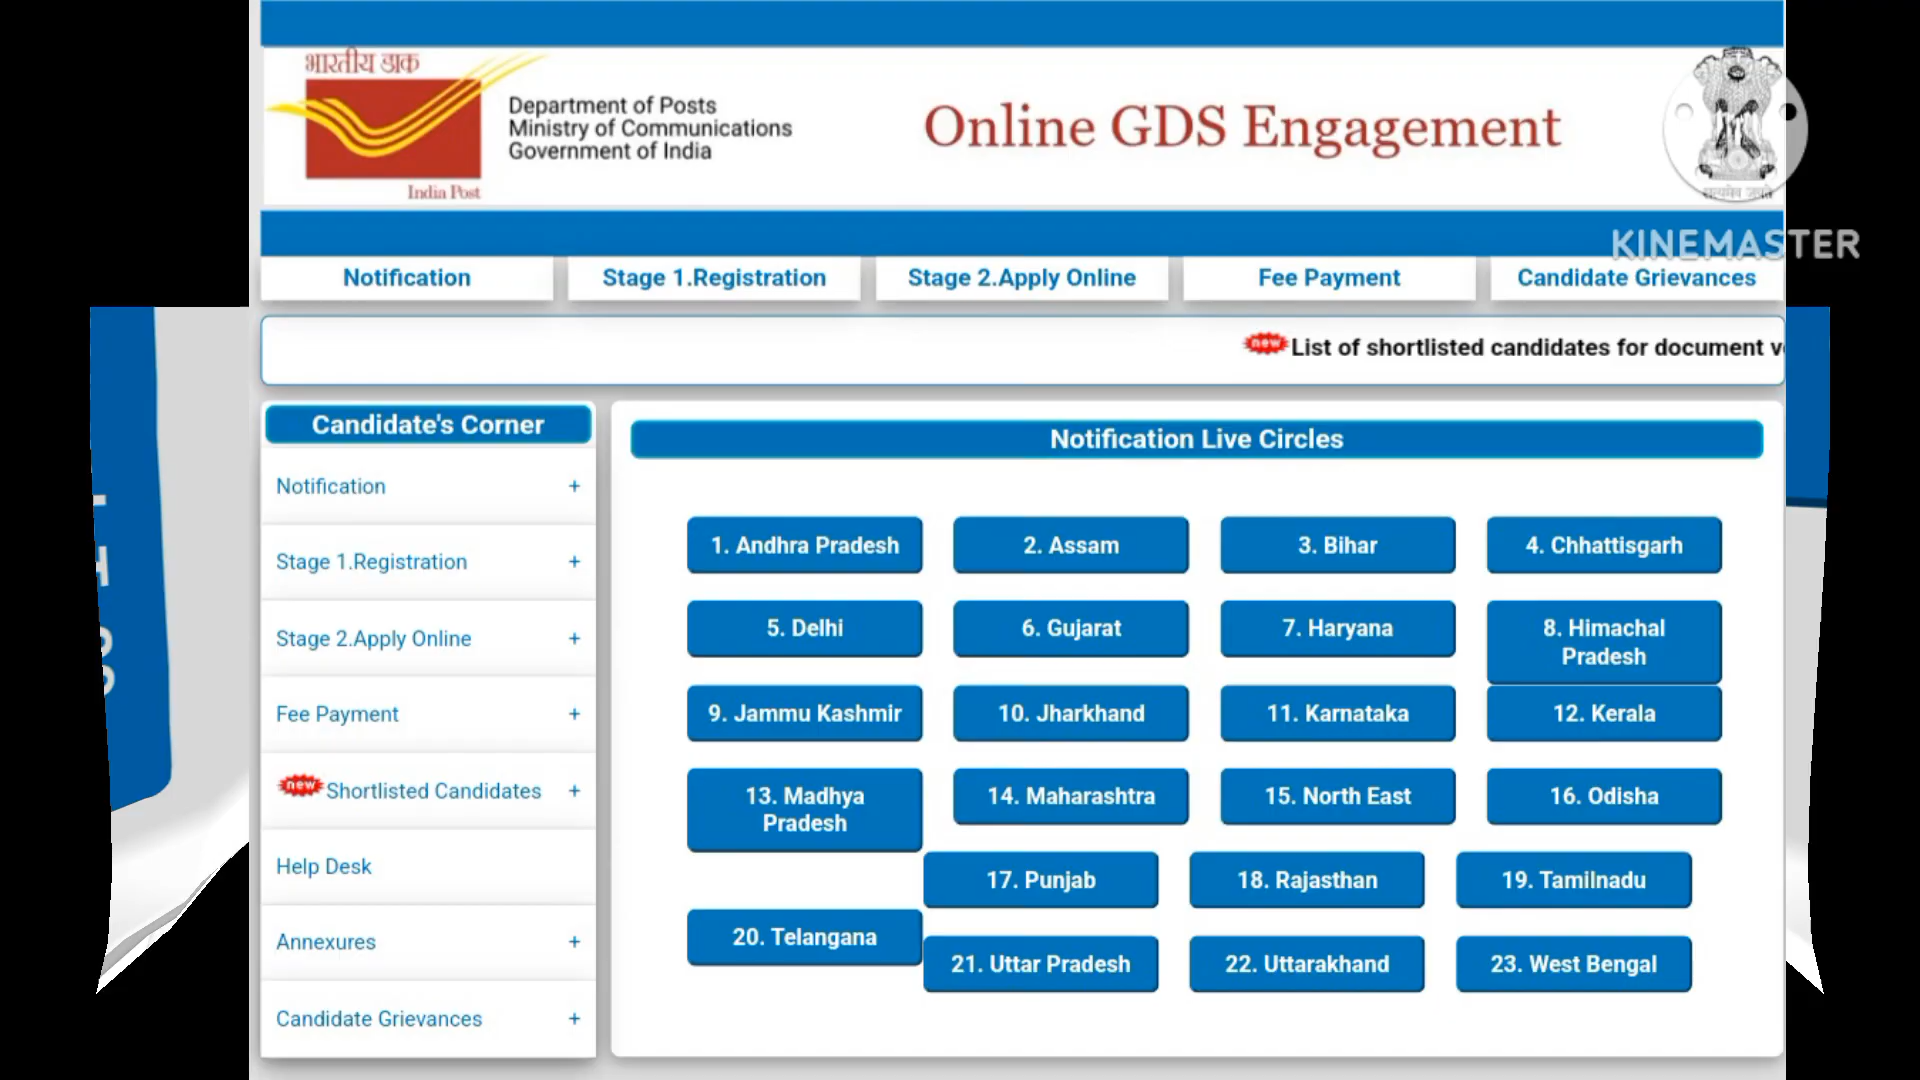 भारतीय डाक
India Post
Department of Posts
Ministry of Communications
Government of India
Online GDS Engagement
सत्यमेव जयते
KINEMASTER
Notification
Stage 1.Registration
Stage 2.Apply Online
Fee Payment
Candidate Grievances
new List of shortlisted candidates for document v
Candidate's Corner
Notification +
Stage 1.Registration +
Stage 2.Apply Online +
Fee Payment +
new Shortlisted Candidates +
Help Desk
Annexures +
Candidate Grievances +
Notification Live Circles
1. Andhra Pradesh
2. Assam
3. Bihar
4. Chhattisgarh
5. Delhi
6. Gujarat
7. Haryana
8. Himachal
Pradesh
9. Jammu Kashmir
10. Jharkhand
11. Karnataka
12. Kerala
13. Madhya
Pradesh
14. Maharashtra
15. North East
16. Odisha
17. Punjab
18. Rajasthan
19. Tamilnadu
20. Telangana
21. Uttar Pradesh
22. Uttarakhand
23. West Bengal